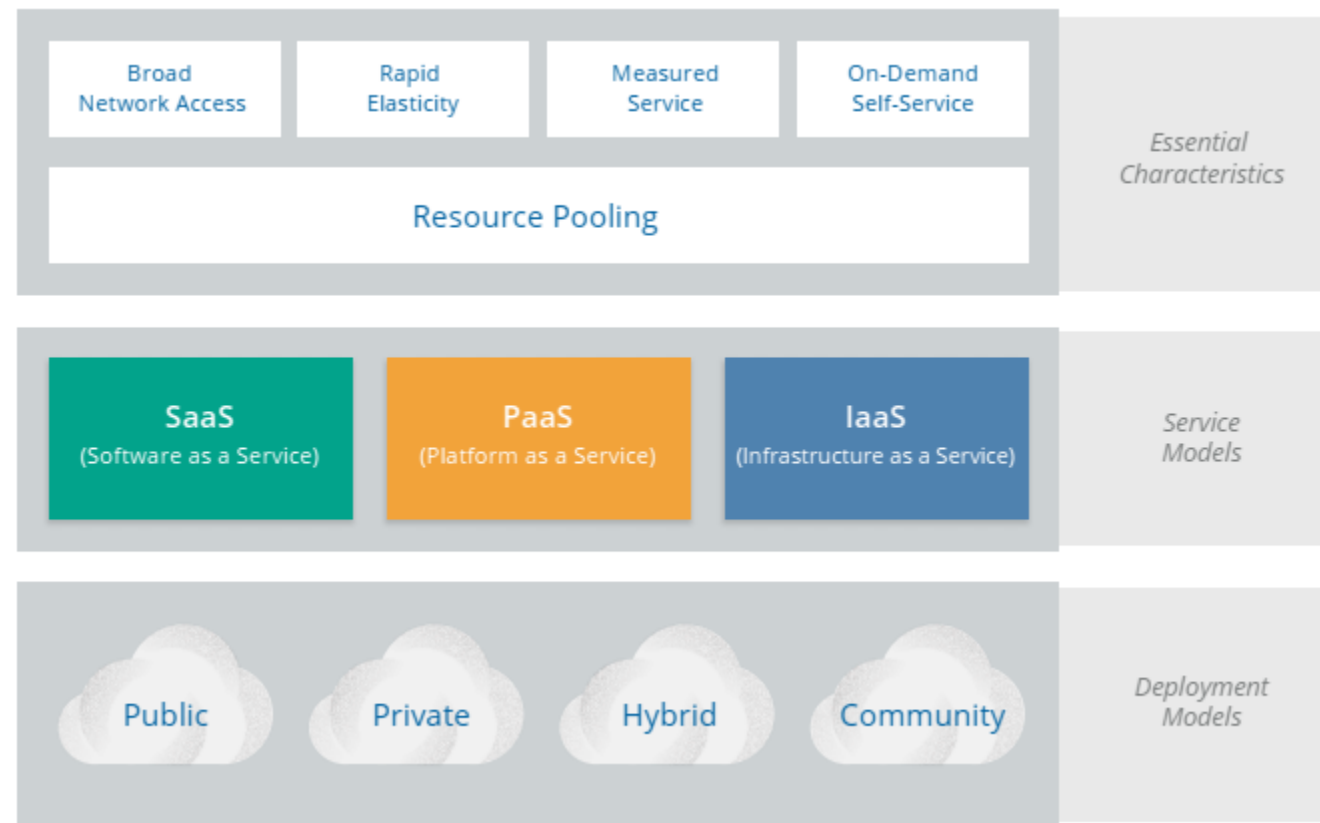 Broad
Network Access
Rapid
Elasticity
Measured
Service
On-Demand
Self-Service
Resource Pooling
Essential
Characteristics
SaaS
(Software as a Service)
PaaS
(Platform as a Service)
IaaS
(Infrastructure as a Service)
Service
Models
Public
Private
Hybrid
Community
Deployment
Models